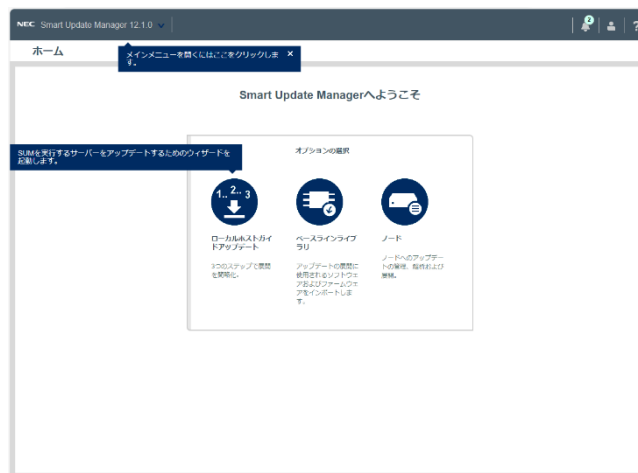 NEC Smart Update Manager 12.1.0
2
?
ホーム
メインメニューを開くにはここをクリックしま
す。
×
Smart Update Managerへようこそ
SUMを実行するサーバーをアップデートするためのウィザードを
起動します。
オプションの選択
1.. 2.. 3
ローカルホストガイ
ドアップデート
3つのステップで展開
を簡略化。
ベースラインライブ
ラリ
アップデートの展開に
使用されるソフトウェ
アおよびファームウェ
アをインポートしま
す。
ノード
ノードへのアップデー
トの管理、維持および
展開。